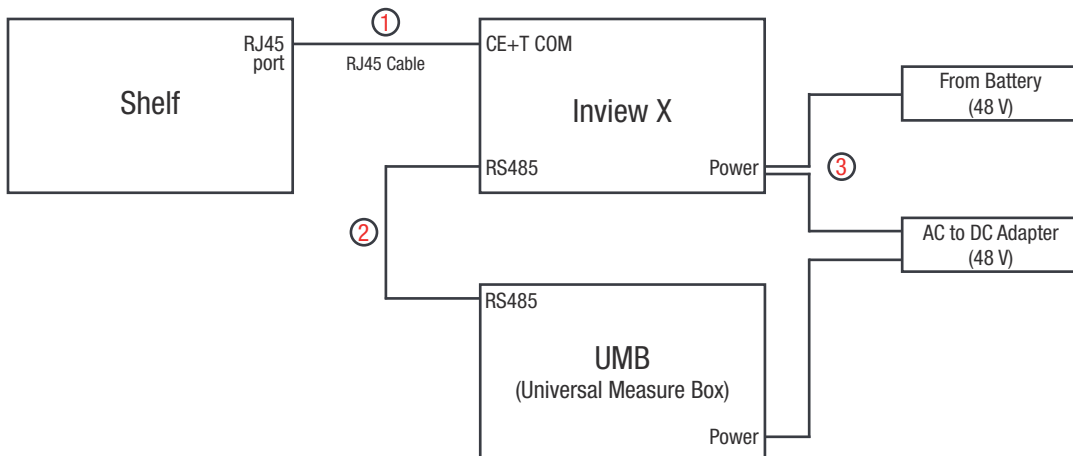 Shelf
RJ45
port
1
RJ45 Cable
CE+T COM
Inview X
RS485
Power
From Battery
(48 V)
3
AC to DC Adapter
(48 V)
2
RS485
UMB
(Universal Measure Box)
Power